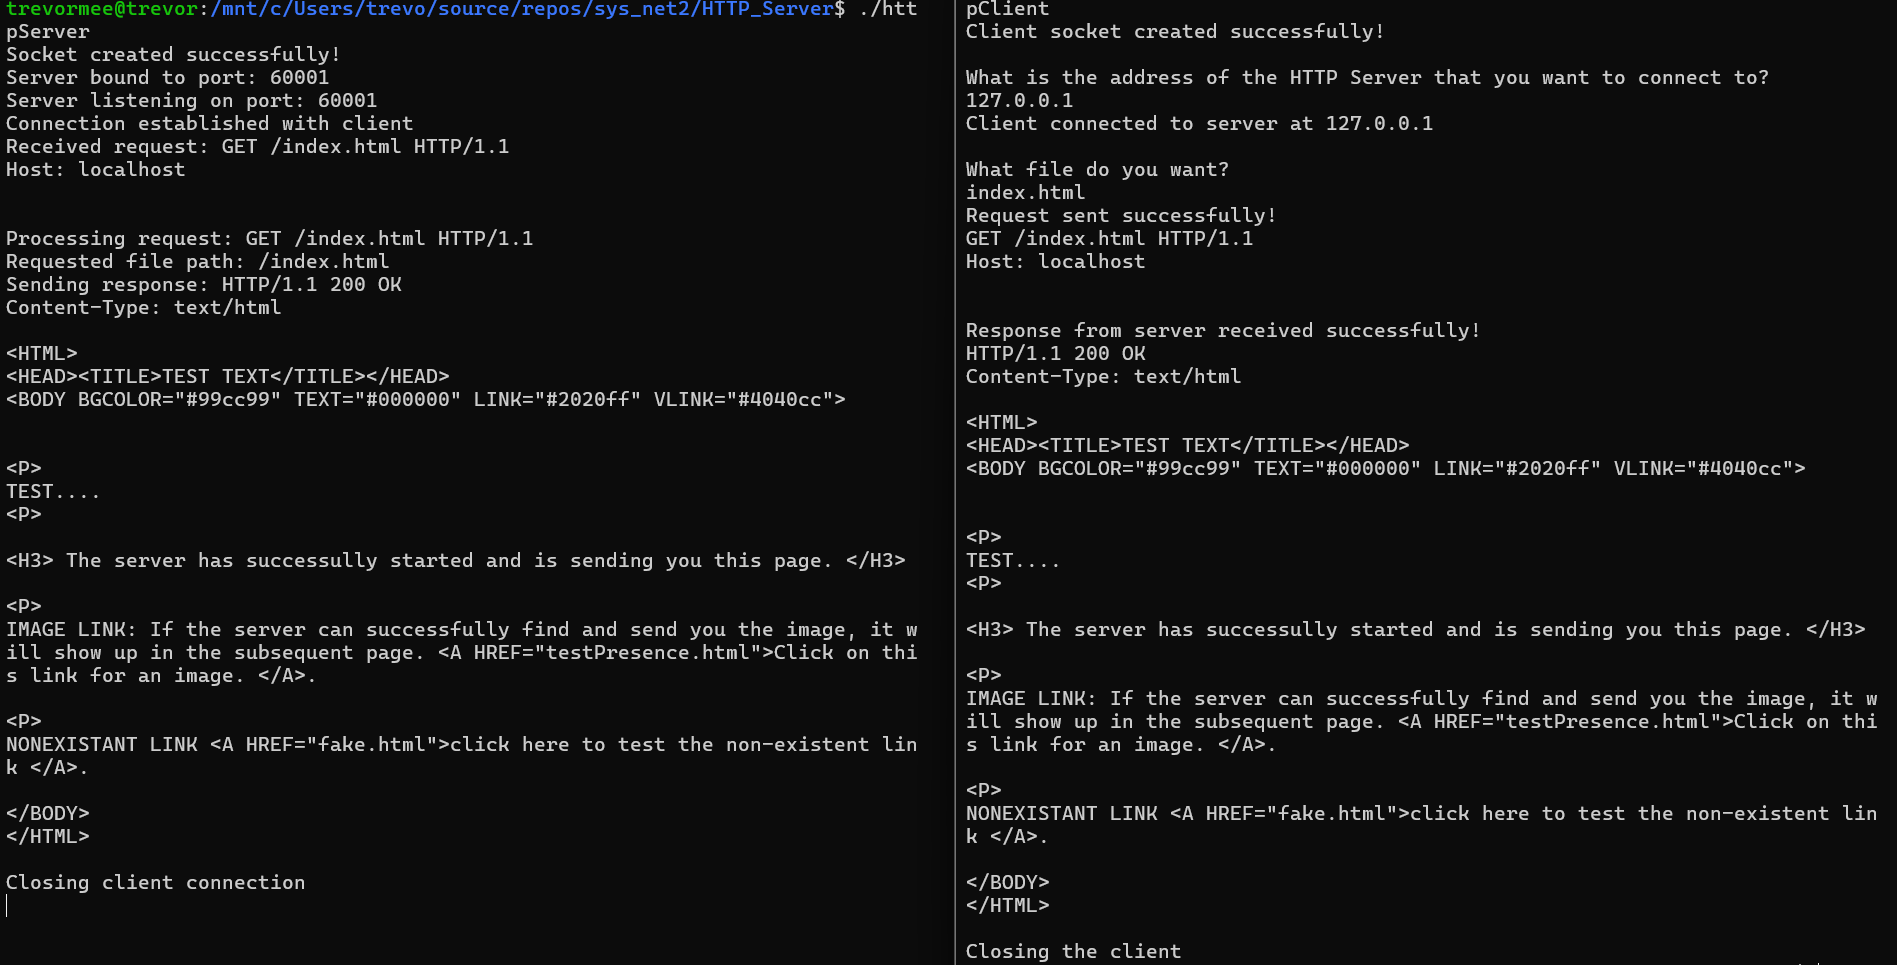 trevormee@trevor:/mnt/c/Users/trevo/source/repos/sys_net2/HTTP_Server$ ./htt
pServer
Socket created successfully!
Server bound to port: 60001
Server listening on port: 60001
Connection established with client
Received request: GET /index.html HTTP/1.1
Host: localhost
Processing request: GET /index.html HTTP/1.1
Requested file path: /index.html
Sending response: HTTP/1.1 200 OK
Content-Type: text/html
<HTML>
<HEAD><TITLE>TEST TEXT</TITLE></HEAD>
<BODY BGCOLOR="#99cc99" TEXT="#000000" LINK="#2020ff" VLINK="#4040cc">
<P>
TEST....
<P>
<H3> The server has successully started and is sending you this page. </H3>
<P>
IMAGE LINK: If the server can successfully find and send you the image, it w
ill show up in the subsequent page. <A HREF="testPresence.html">Click on thi
s link for an image. </A>.
<P>
NONEXISTANT LINK <A HREF="fake.html">click here to test the non-existent lin
k </A>.
</BODY>
</HTML>
Closing client connection
pClient
Client socket created successfully!
What is the address of the HTTP Server that you want to connect to?
127.0.0.1
Client connected to server at 127.0.0.1
What file do you want?
index.html
Request sent successfully!
GET /index.html HTTP/1.1
Host: localhost
Response from server received successfully!
HTTP/1.1 200 OK
Content-Type: text/html
<HTML>
<HEAD><TITLE>TEST TEXT</TITLE></HEAD>
<BODY BGCOLOR="#99cc99" TEXT="#000000" LINK="#2020ff" VLINK="#4040cc">
<P>
TEST....
<P>
<H3> The server has successully started and is sending you this page. </H3>
<P>
IMAGE LINK: If the server can successfully find and send you the image, it w
ill show up in the subsequent page. <A HREF="testPresence.html">Click on thi
s link for an image. </A>.
<P>
NONEXISTANT LINK <A HREF="fake.html">click here to test the non-existent lin
k </A>.
</BODY>
</HTML>
Closing the client